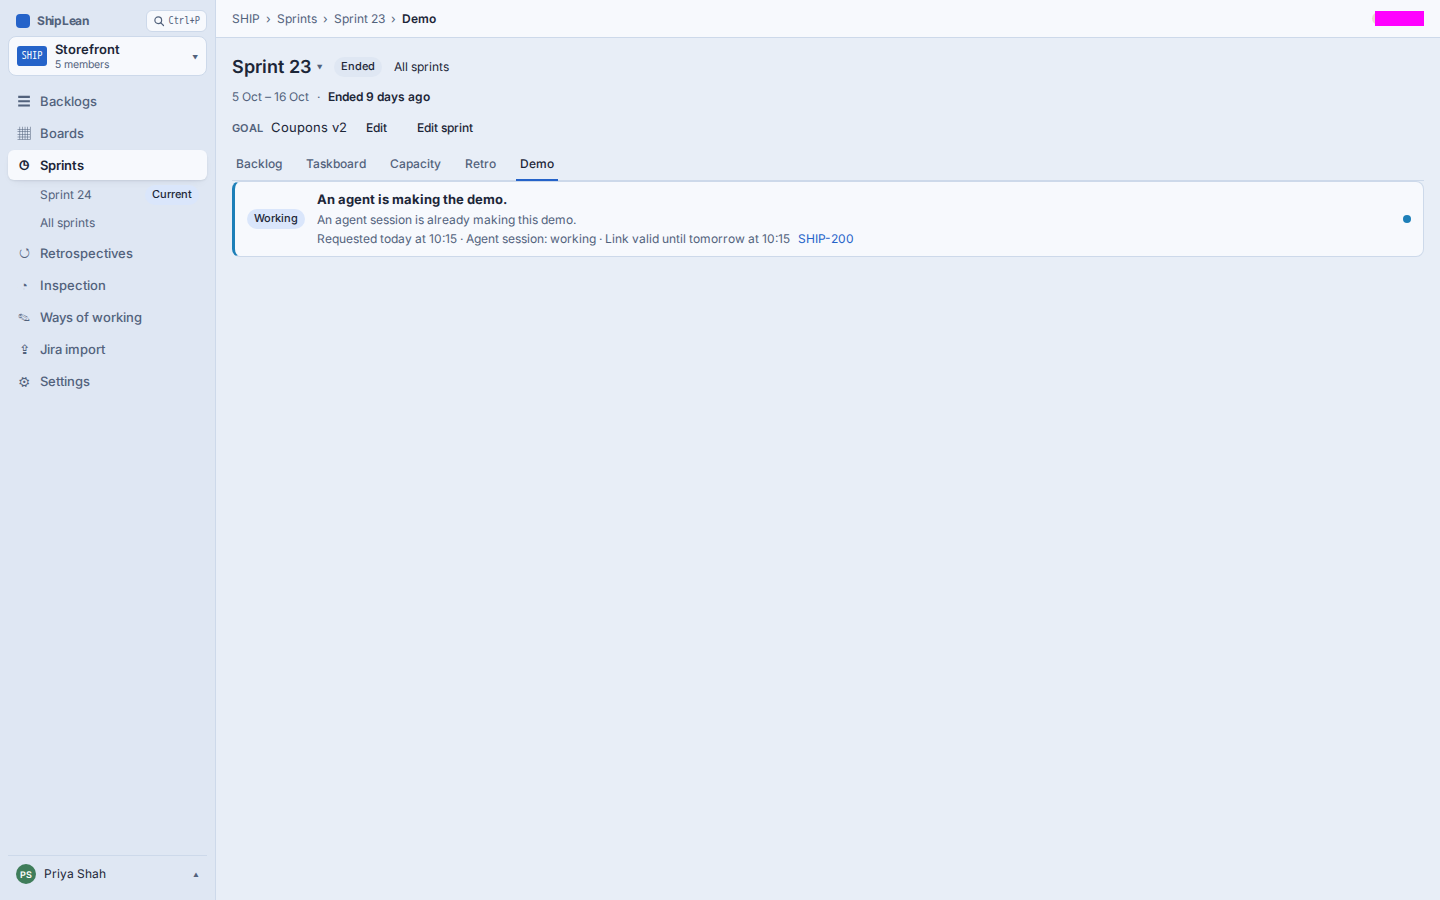 ShipLean
Ctrl+P
SHIP
Storefront
5 members
Backlogs
Boards
Sprints
Sprint 24
Current
All sprints
Retrospectives
Inspection
Ways of working
Jira import
Settings
PS
Priya Shah
SHIP › Sprints › Sprint 23 › Demo
Sprint 23
Ended
All sprints
5 Oct – 16 Oct · Ended 9 days ago
GOAL Coupons v2 Edit Edit sprint
Backlog Taskboard Capacity Retro Demo
Working
An agent is making the demo.
An agent session is already making this demo.
Requested today at 10:15 · Agent session: working · Link valid until tomorrow at 10:15 SHIP-200